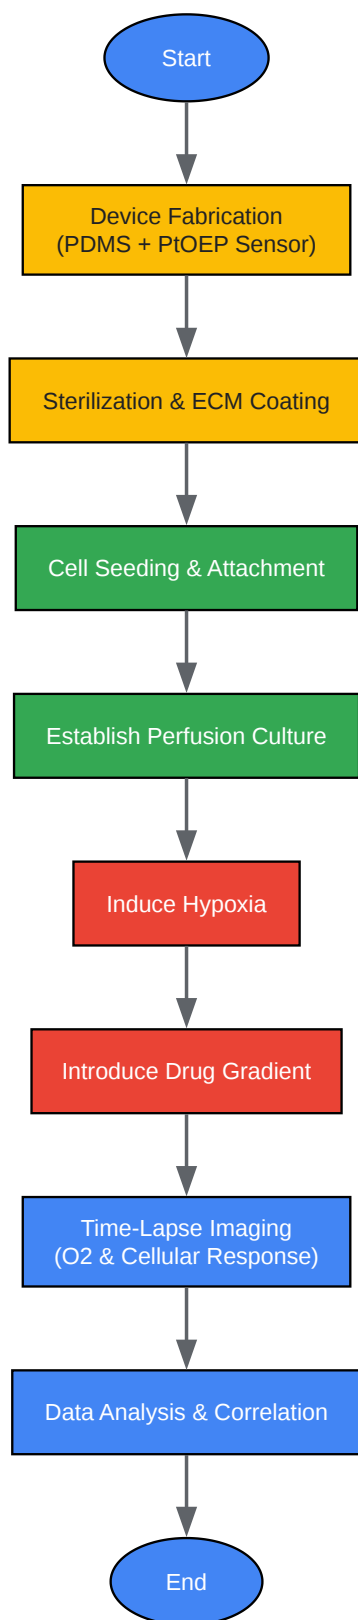 Start
Device Fabrication
(PDMS + PtOEP Sensor)
Sterilization & ECM Coating
Cell Seeding & Attachment
Establish Perfusion Culture
Induce Hypoxia
Introduce Drug Gradient
Time-Lapse Imaging
(O2 & Cellular Response)
Data Analysis & Correlation
End